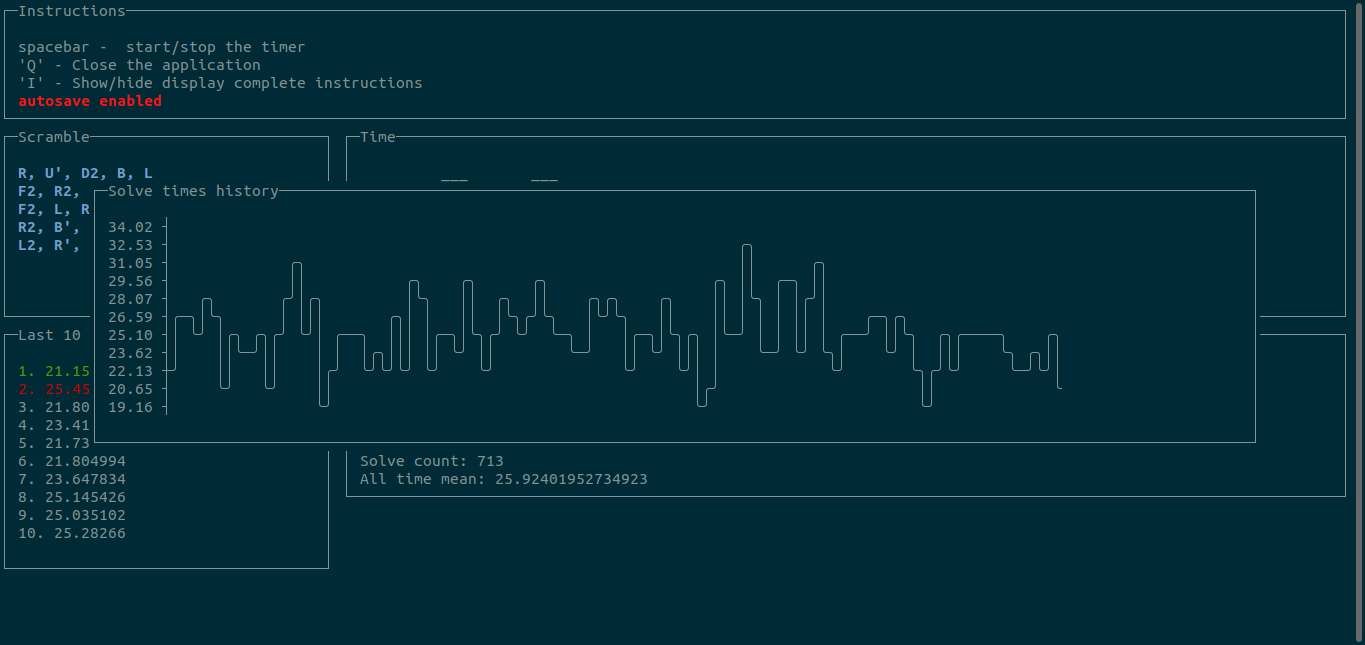 Instructions
spacebar -  start/stop the timer
'Q' - Close the application
'I' - Show/hide display complete instructions
autosave enabled
Scramble
Time
R, U', D2, B, L
F2, R2,
F2, L, R
R2, B',
L2, R',
Solve times history
34.02
32.53
31.05
29.56
28.07
26.59
25.10
23.62
22.13
20.65
19.16
Last 10
1. 21.15
2. 25.45
3. 21.80
4. 23.41
5. 21.73
6. 21.804994
7. 23.647834
8. 25.145426
9. 25.035102
10. 25.28266
Solve count: 713
All time mean: 25.92401952734923